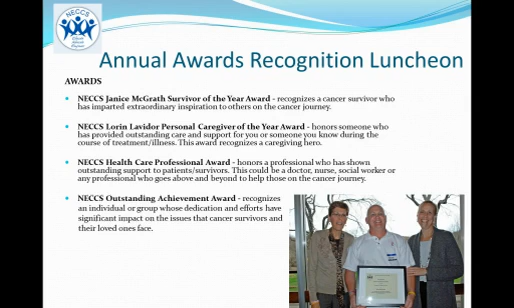 NECCS
Annual Awards Recognition Luncheon
AWARDS
NECCS Janice McGrath Survivor of the Year Award - recognizes a cancer survivor who
has imparted extraordinary inspiration to others on the cancer journey.
NECCS Lorin Lavidor Personal Caregiver of the Year Award - honors someone who
has provided outstanding care and support for you or someone you know during the
course of treatment/illness. This award recognizes a caregiving hero.
NECCS Health Care Professional Award - honors a professional who has shown
outstanding support to patients/survivors. This could be a doctor, nurse, social worker or
any professional who goes above and beyond to help those on the cancer journey.
NECCS Outstanding Achievement Award - recognizes
an individual or group whose dedication and efforts have
significant impact on the issues that cancer survivors and
their loved ones face.